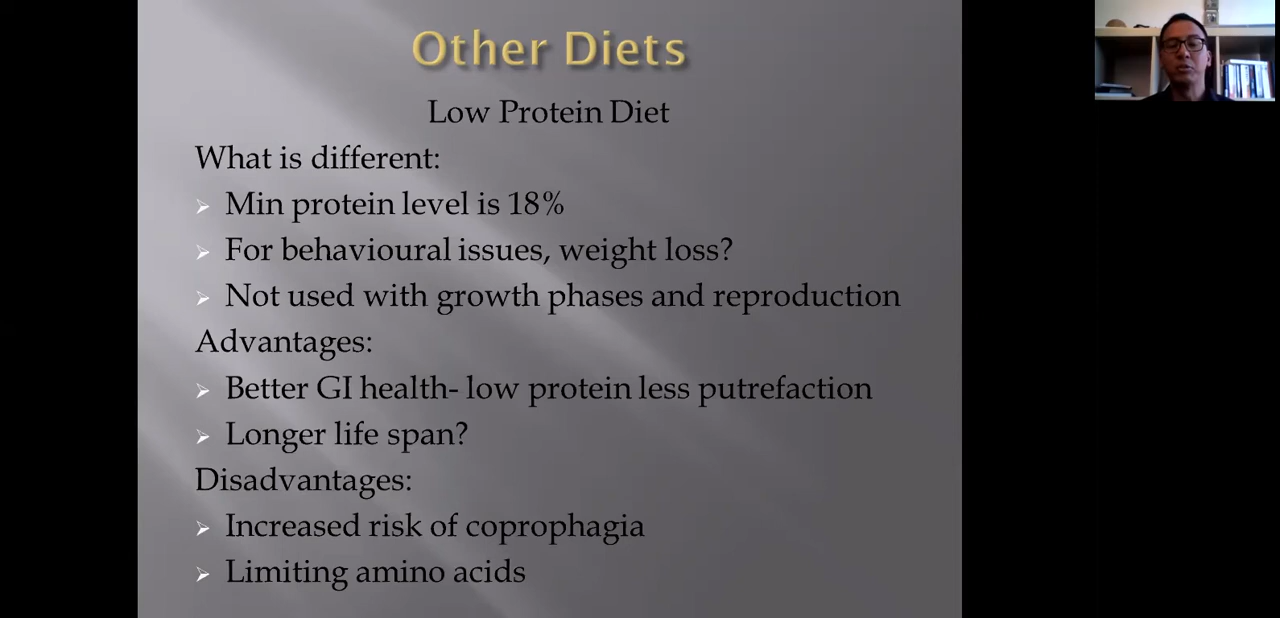 Other Diets
Low Protein Diet
What is different:
Min protein level is 18%
For behavioural issues, weight loss?
Not used with growth phases and reproduction
Advantages:
Better GI health- low protein less putrefaction
Longer life span?
Disadvantages:
Increased risk of coprophagia
Limiting amino acids